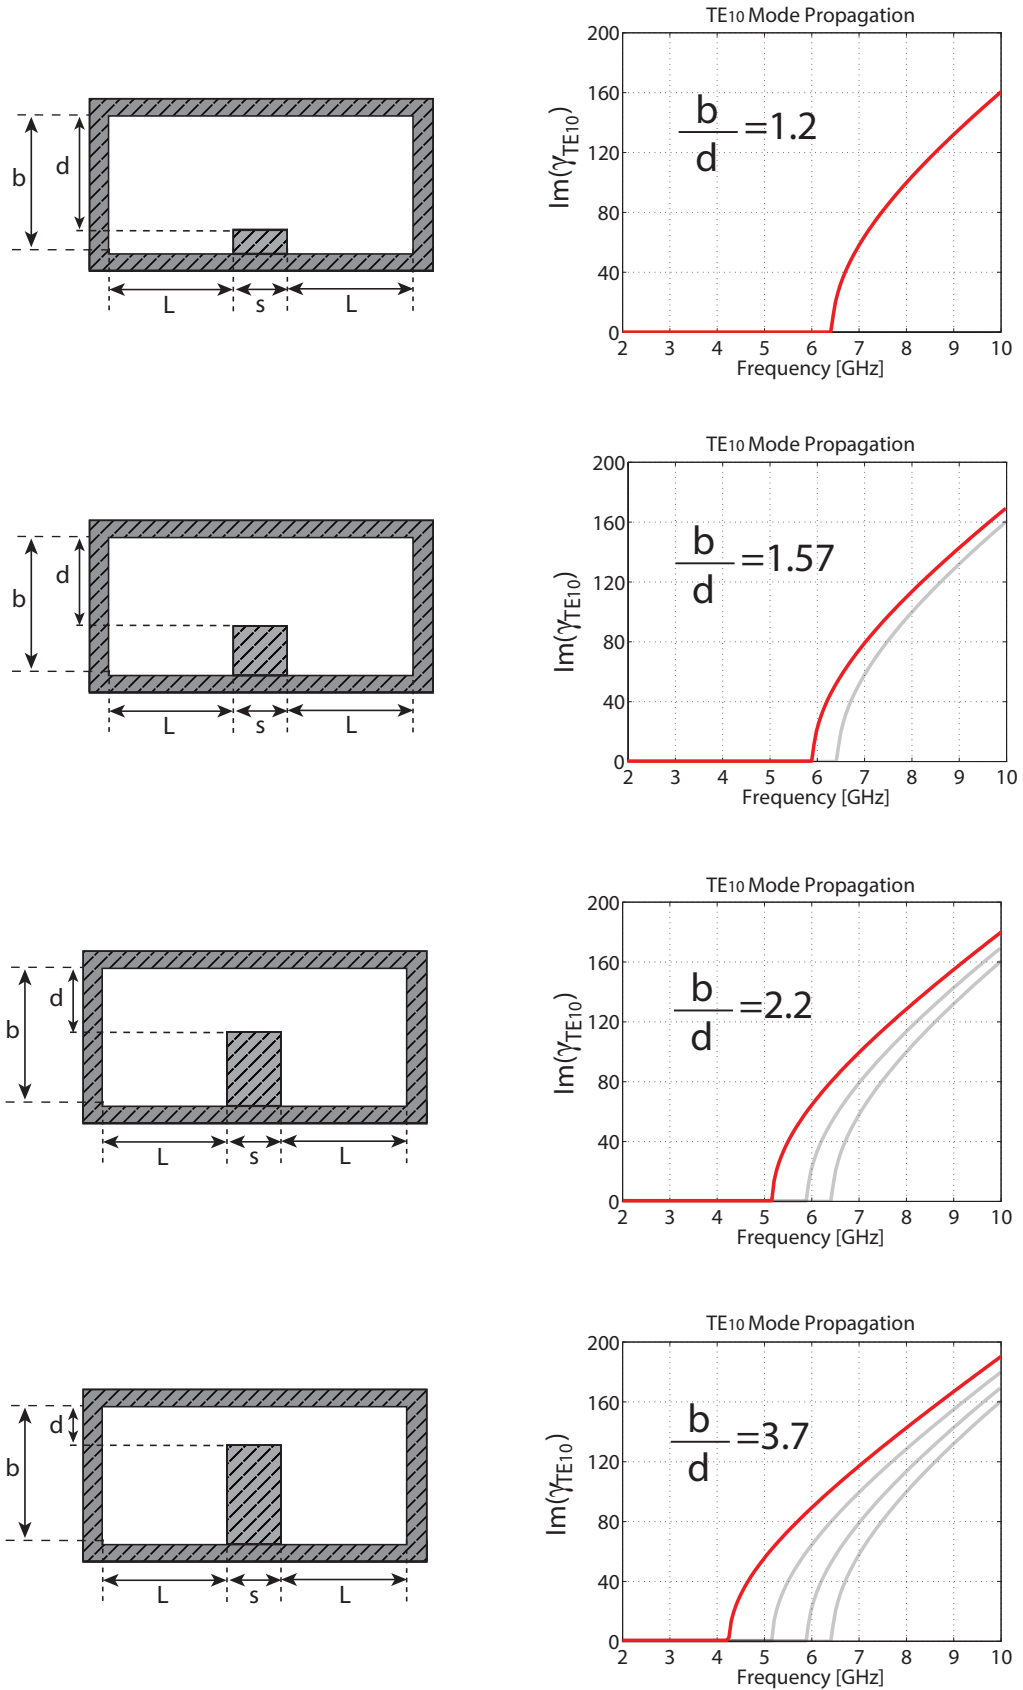 b
d
L
s
L
TE10 Mode Propagation
Im(γTE10)
200
160
120
80
40
0
b
d
=1.2
2 3 4 5 6 7 8 9 10
Frequency [GHz]
b
d
L
s
L
TE10 Mode Propagation
Im(γTE10)
200
160
120
80
40
0
b
d
=1.57
2 3 4 5 6 7 8 9 10
Frequency [GHz]
b
d
L
s
L
TE10 Mode Propagation
Im(γTE10)
200
160
120
80
40
0
b
d
=2.2
2 3 4 5 6 7 8 9 10
Frequency [GHz]
b
d
L
s
L
TE10 Mode Propagation
Im(γTE10)
200
160
120
80
40
0
b
d
=3.7
2 3 4 5 6 7 8 9 10
Frequency [GHz]